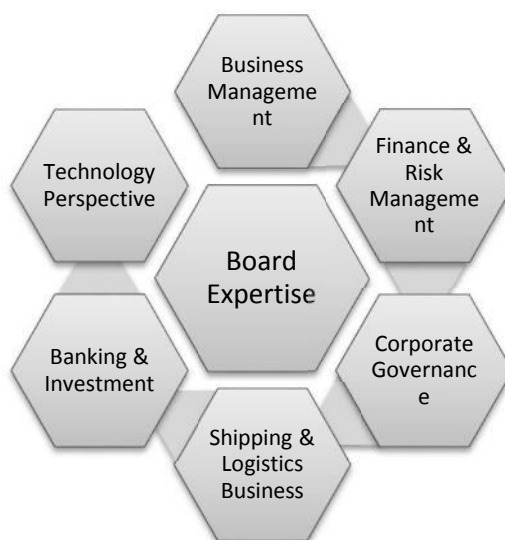 Business
Manageme
nt
Technology
Perspective
Finance &
Risk
Manageme
nt
Board
Expertise
Banking &
Investment
Corporate
Governanc
e
Shipping &
Logistics
Business